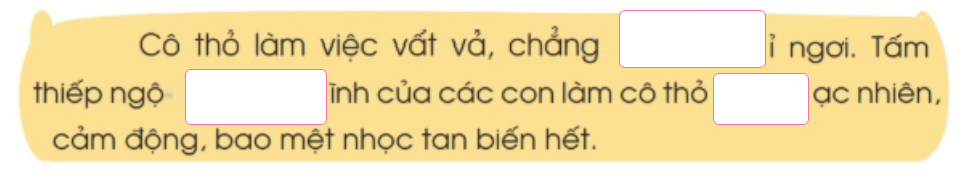 Cô thỏ làm việc vất vả, chẳng ỉ ngơi. Tấm
thiếp ngộ ĩnh của các con làm cô thỏ ạc nhiên,
cảm động, bao mệt nhọc tan biến hết.